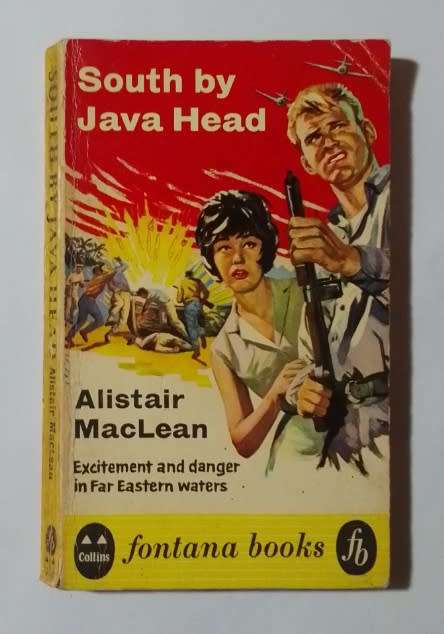 South by
Java Head
Alistair
MacLean
Excitement and danger
in Far Eastern waters
Collins
fontana books
fb
SOUTH BY JAVA HEAD Alistair MacLean